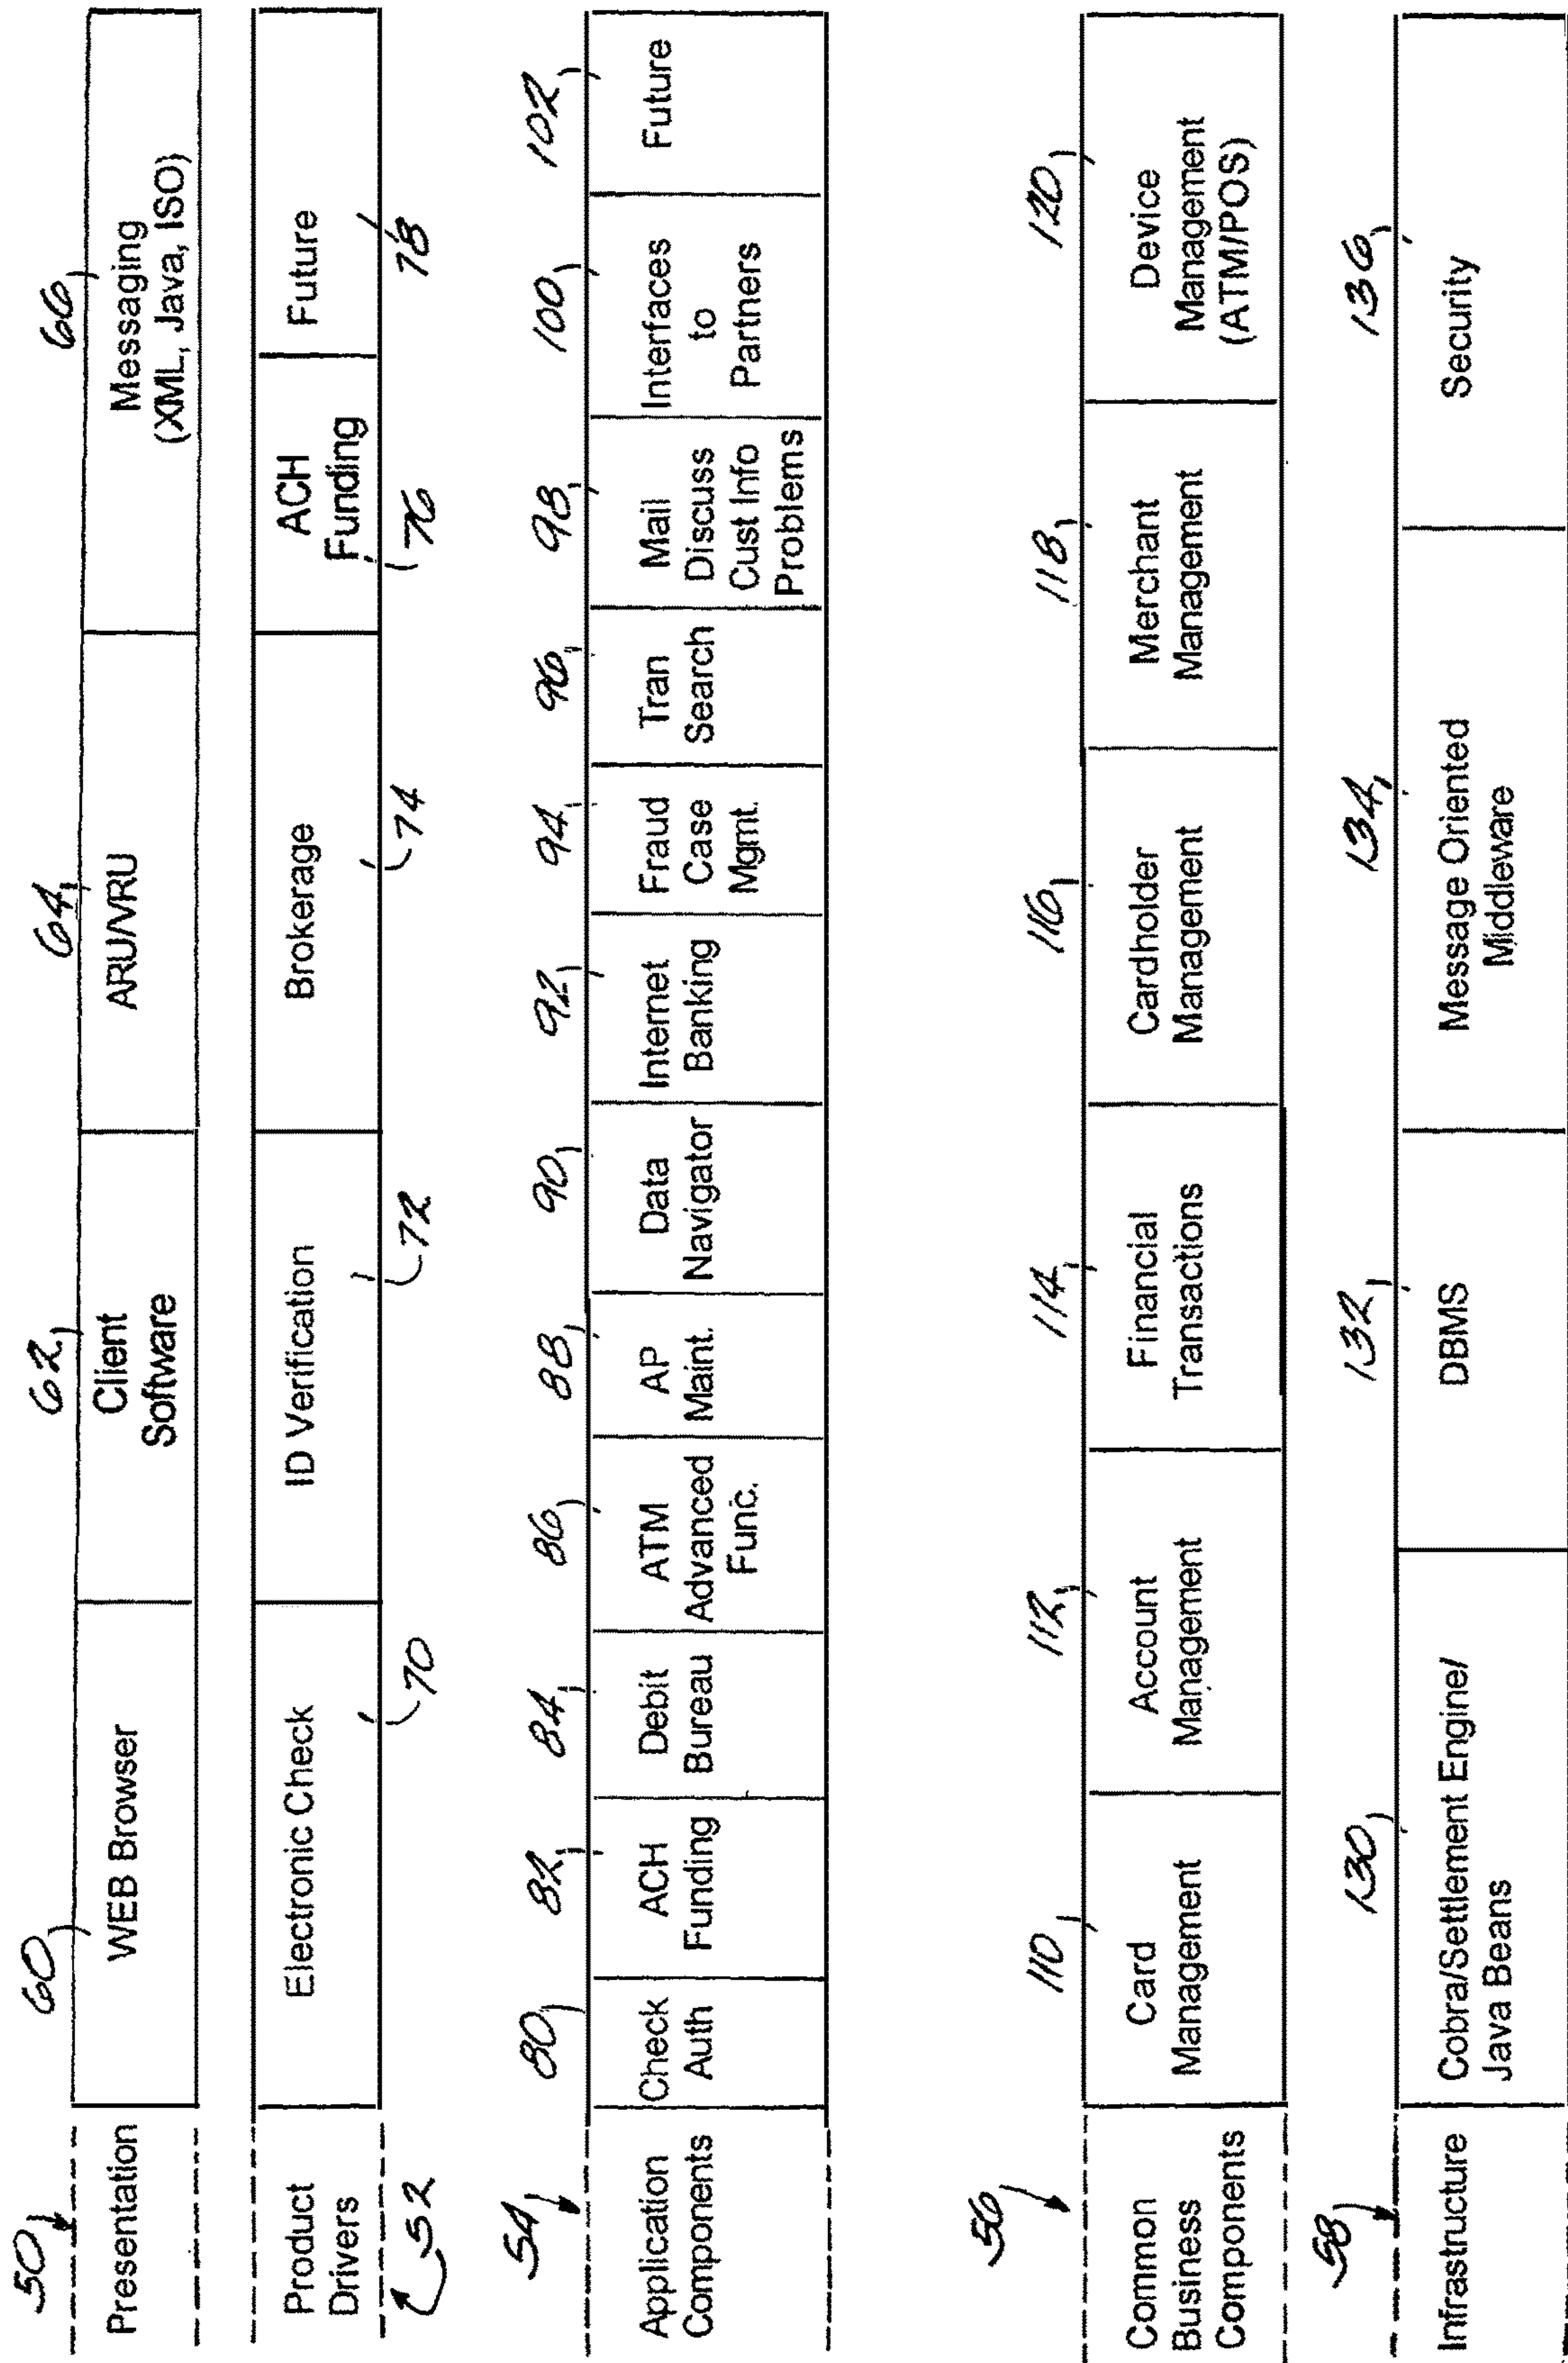 50
60
62
64
66
Presentation
WEB Browser
Client
Software
ARU/VRU
Messaging
(XML, Java, ISO)
Product
Drivers
Electronic Check
ID Verification
Brokerage
ACH
Funding
Future
52
70
72
74
76
78
54
80
82
84
86
88
90
92
94
96
98
100
102
Application
Components
Check
Auth
ACH
Funding
Debit
Bureau
ATM
Advanced
Func.
AP
Maint.
Data
Navigator
Internet
Banking
Fraud
Case
Mgmt.
Tran
Search
Mail
Discuss
Cust Info
Problems
Interfaces
to
Partners
Future
56
110
112
114
116
118
120
Common
Business
Components
Card
Management
Account
Management
Financial
Transactions
Cardholder
Management
Merchant
Management
Device
Management
(ATM/POS)
58
130
132
134
136
Infrastructure
Cobra/Settlement Engine/
Java Beans
DBMS
Message Oriented
Middleware
Security